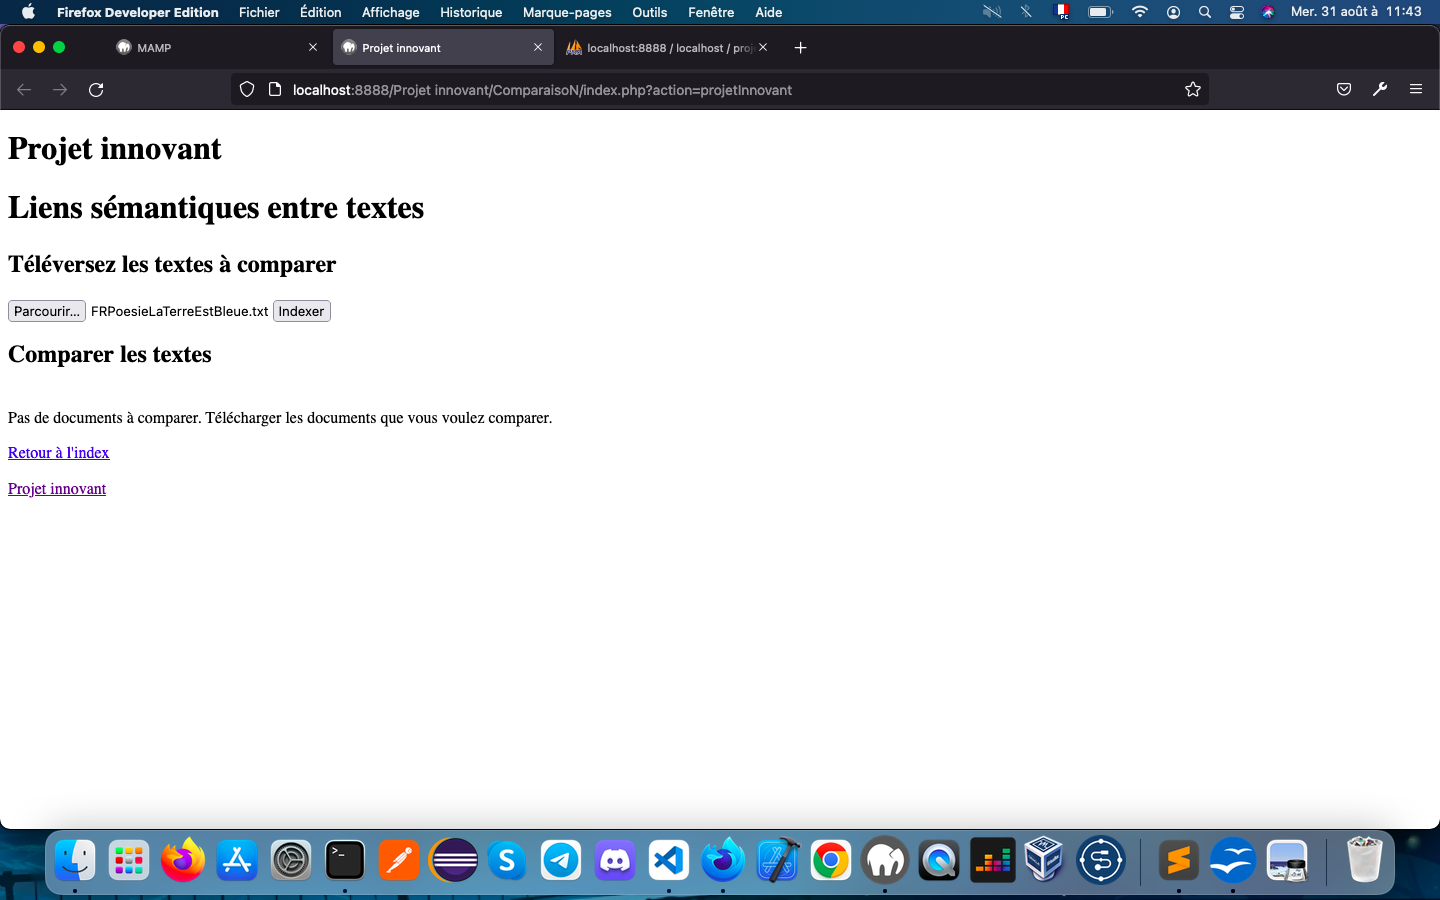 Firefox Developer Edition Fichier Édition Affichage Historique Marque-pages Outils Fenêtre Aide PC Mer. 31 août à 11:43
MAMP Projet innovant localhost:8888 / localhost / proj
localhost:8888/Projet innovant/ComparaisoN/index.php?action=projetInnovant
Projet innovant
Liens sémantiques entre textes
Téléversez les textes à comparer
Parcourir... FRPoesieLaTerreEstBleue.txt Indexer
Comparer les textes
Pas de documents à comparer. Télécharger les documents que vous voulez comparer.
Retour à l'index
Projet innovant